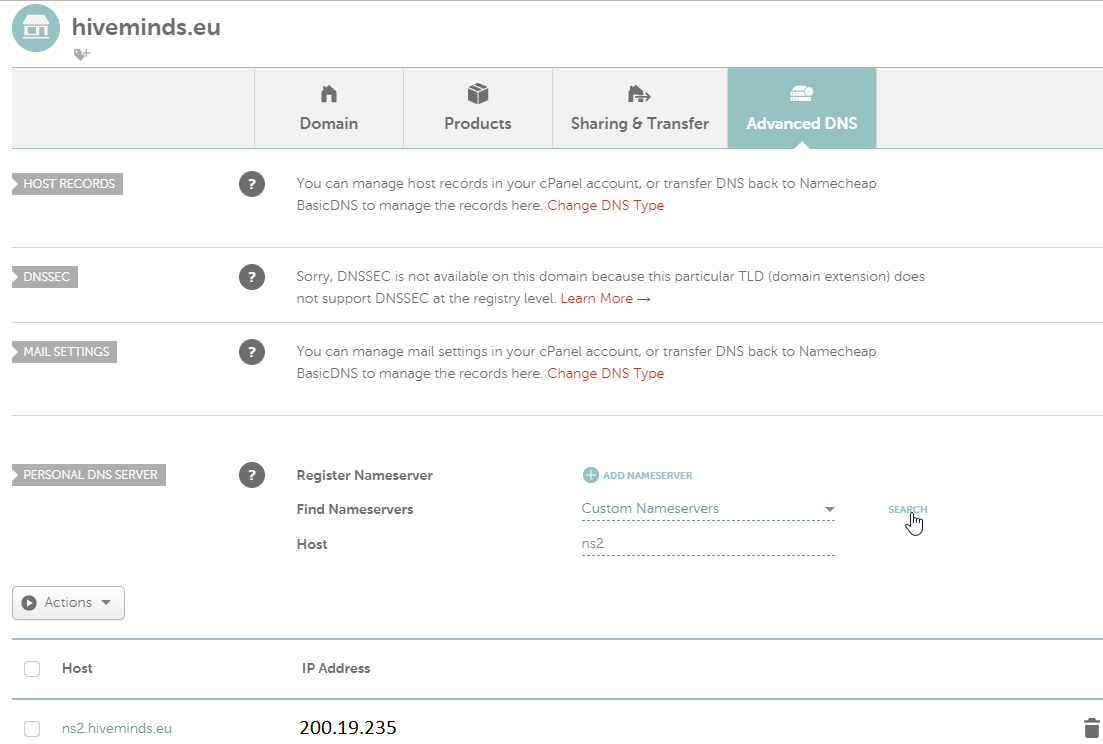 hiveminds.eu
Domain
Products
Sharing & Transfer
Advanced DNS
HOST RECORDS
?
You can manage host records in your cPanel account, or transfer DNS back to Namecheap
BasicDNS to manage the records here. Change DNS Type
DNSSEC
?
Sorry, DNSSEC is not available on this domain because this particular TLD (domain extension) does
not support DNSSEC at the registry level. Learn More →
MAIL SETTINGS
?
You can manage mail settings in your cPanel account, or transfer DNS back to Namecheap
BasicDNS to manage the records here. Change DNS Type
PERSONAL DNS SERVER
?
Register Nameserver
ADD NAMESERVER
Find Nameservers
Custom Nameservers
SEARCH
Host
ns2
Actions
Host
IP Address
ns2.hiveminds.eu
200.19.235